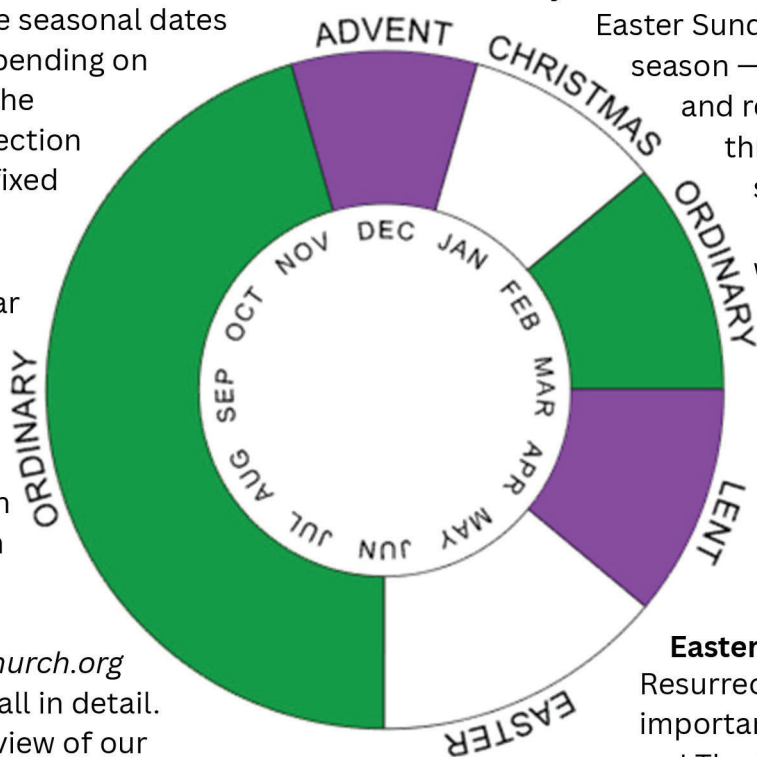 e seasonal dates
pending on
he
ection
fixed
ar
n
hurch.org
all in detail.
view of our
ADVENT
CHRISTMAS
ORDINARY
LENT
EASTER
ORDINARY
DEC
JAN
FEB
MAR
APR
MAY
JUN
JUL
AUG
SEP
OCT
NOV
Easter Sund
season —
and re
th
Easter
Resurrec
importa